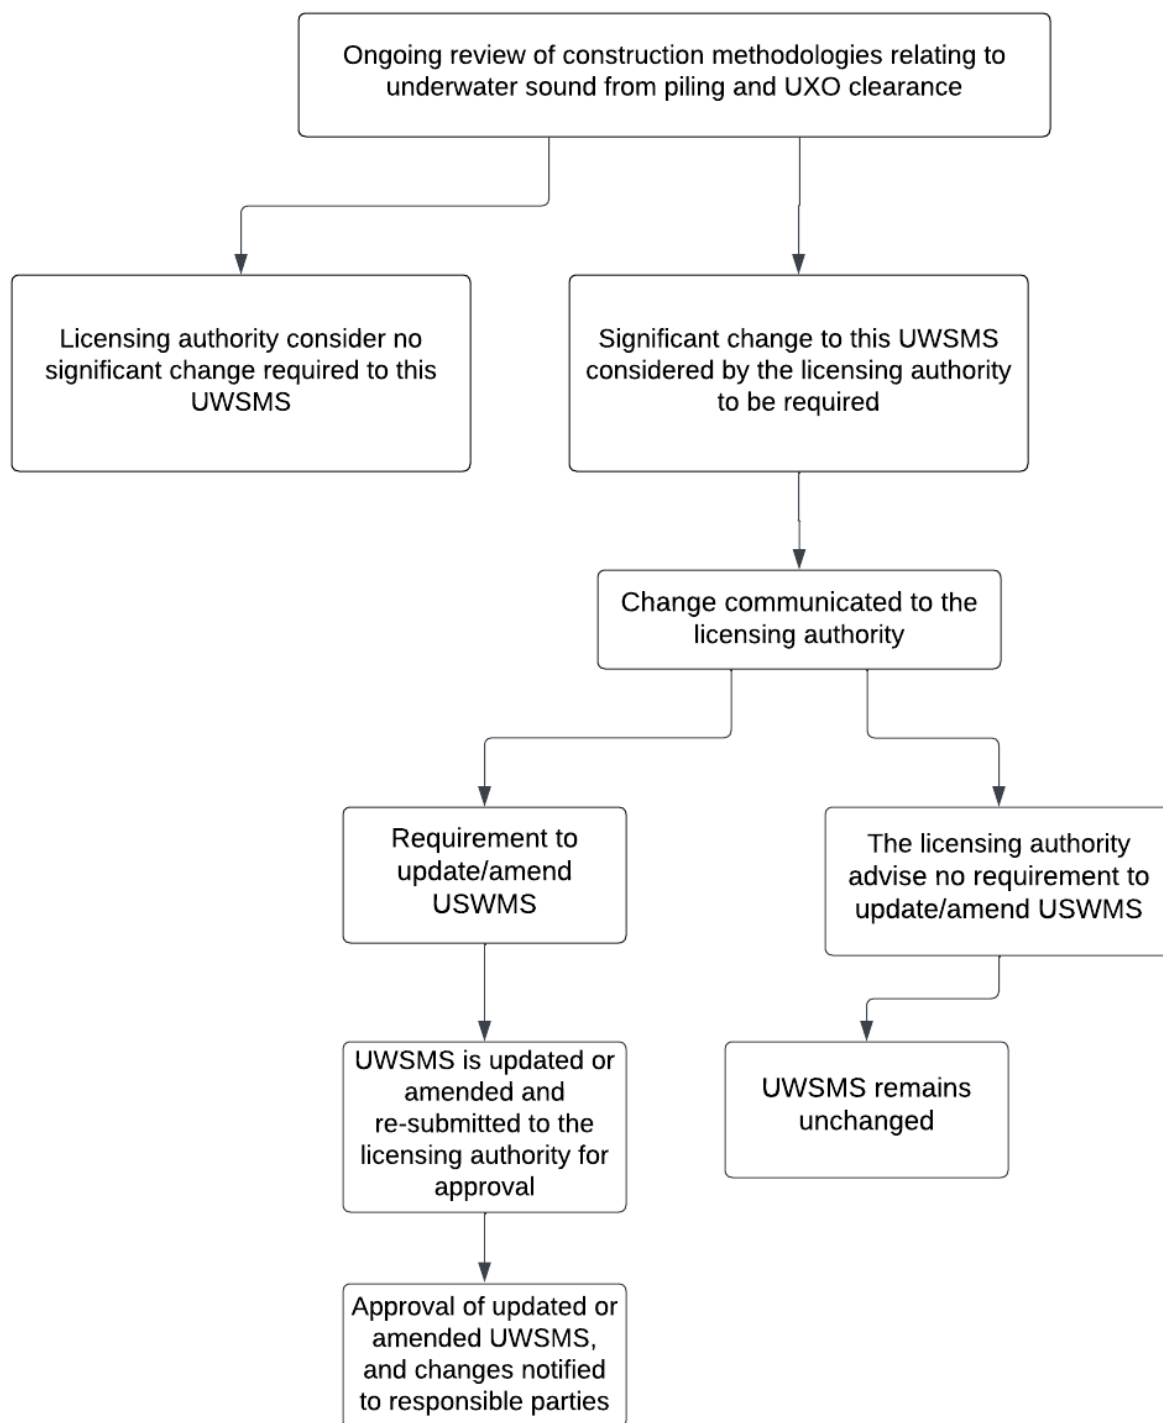 Ongoing review of construction methodologies relating to
underwater sound from piling and UXO clearance
Licensing authority consider no
significant change required to this
UWSMS
Significant change to this UWSMS
considered by the licensing authority
to be required
Change communicated to the
licensing authority
Requirement to
update/amend
USWMS
The licensing authority
advise no requirement to
update/amend USWMS
UWSMS is updated or
amended and
re-submitted to the
licensing authority for
approval
UWSMS remains
unchanged
Approval of updated or
amended UWSMS,
and changes notified
to responsible parties